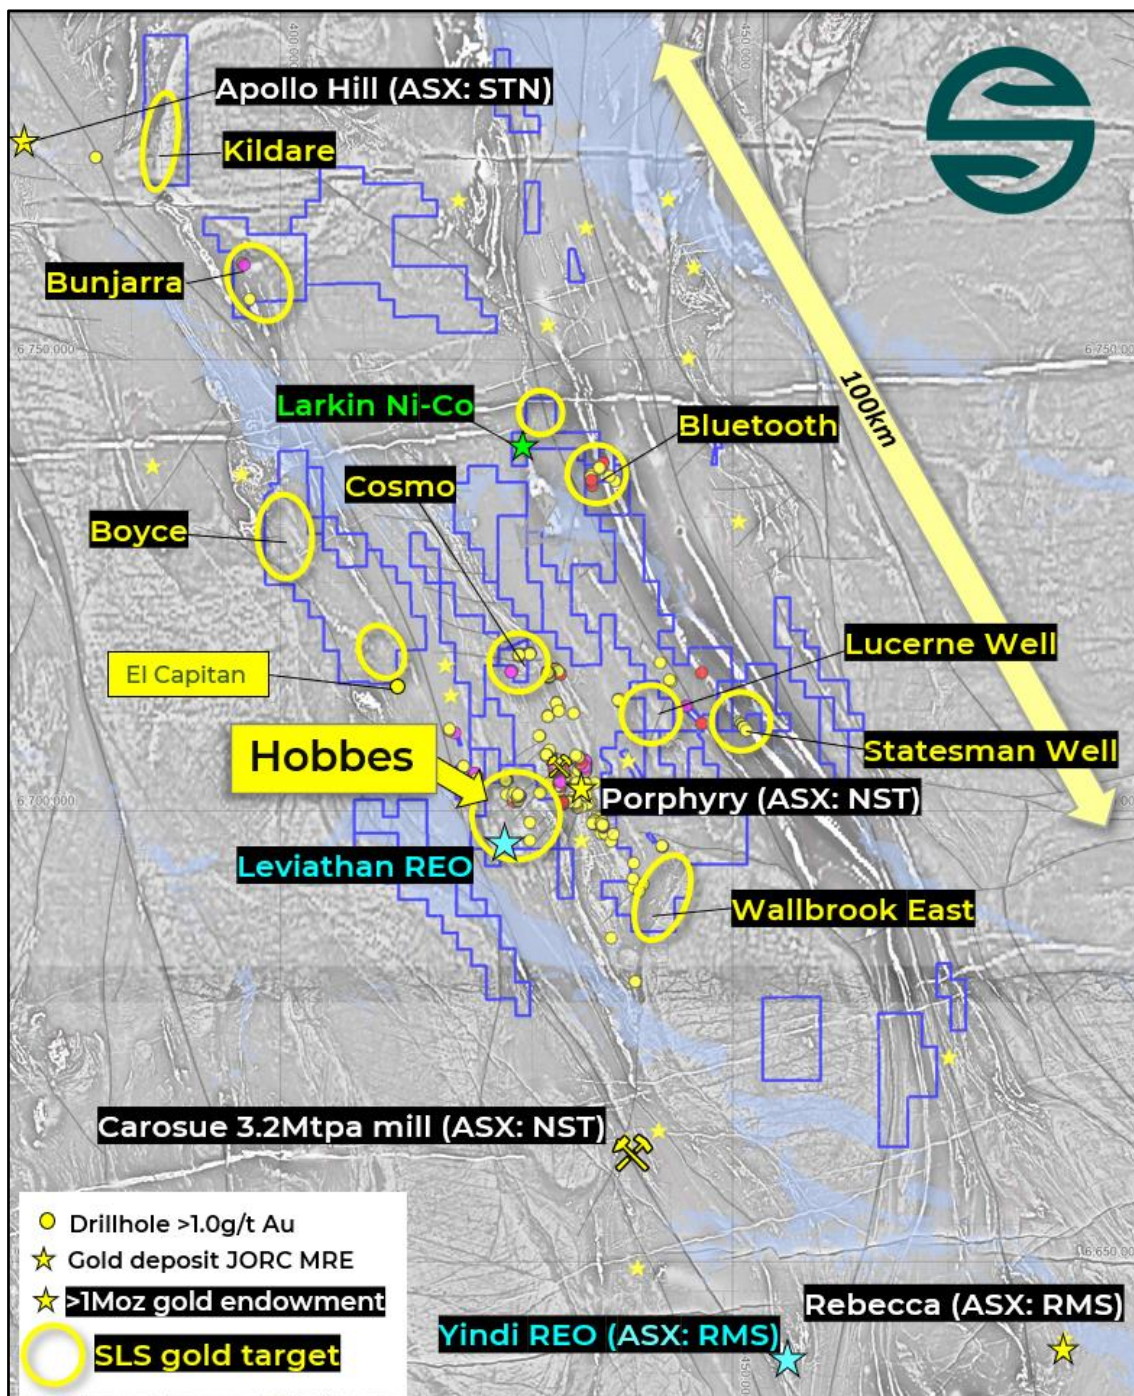 400 000
450 000
Apollo Hill (ASX: STN)
Kildare
Bunjarra
6 750 000
6 750
Larkin Ni-Co
Bluetooth
100km
Cosmo
Boyce
Lucerne Well
El Capitan
Hobbes
Statesman Well
6 700 000
Porphyry (ASX: NST)
Leviathan REO
Wallbrook East
Carosue 3.2Mtpa mill (ASX: NST)
Drillhole >1.0g/t Au
Gold deposit JORC MRE
6 650 000
>1Moz gold endowment
Rebecca (ASX: RMS)
Yindi REO (ASX: RMS)
SLS gold target